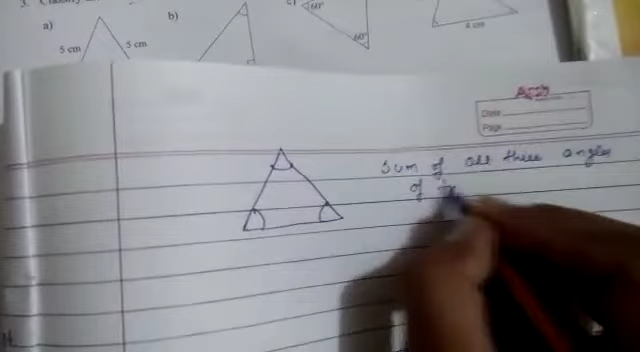 a)
b)
c)
5 cm
5 cm
60°
60°
4 cm
Date
Page
Sum of all three angles
of